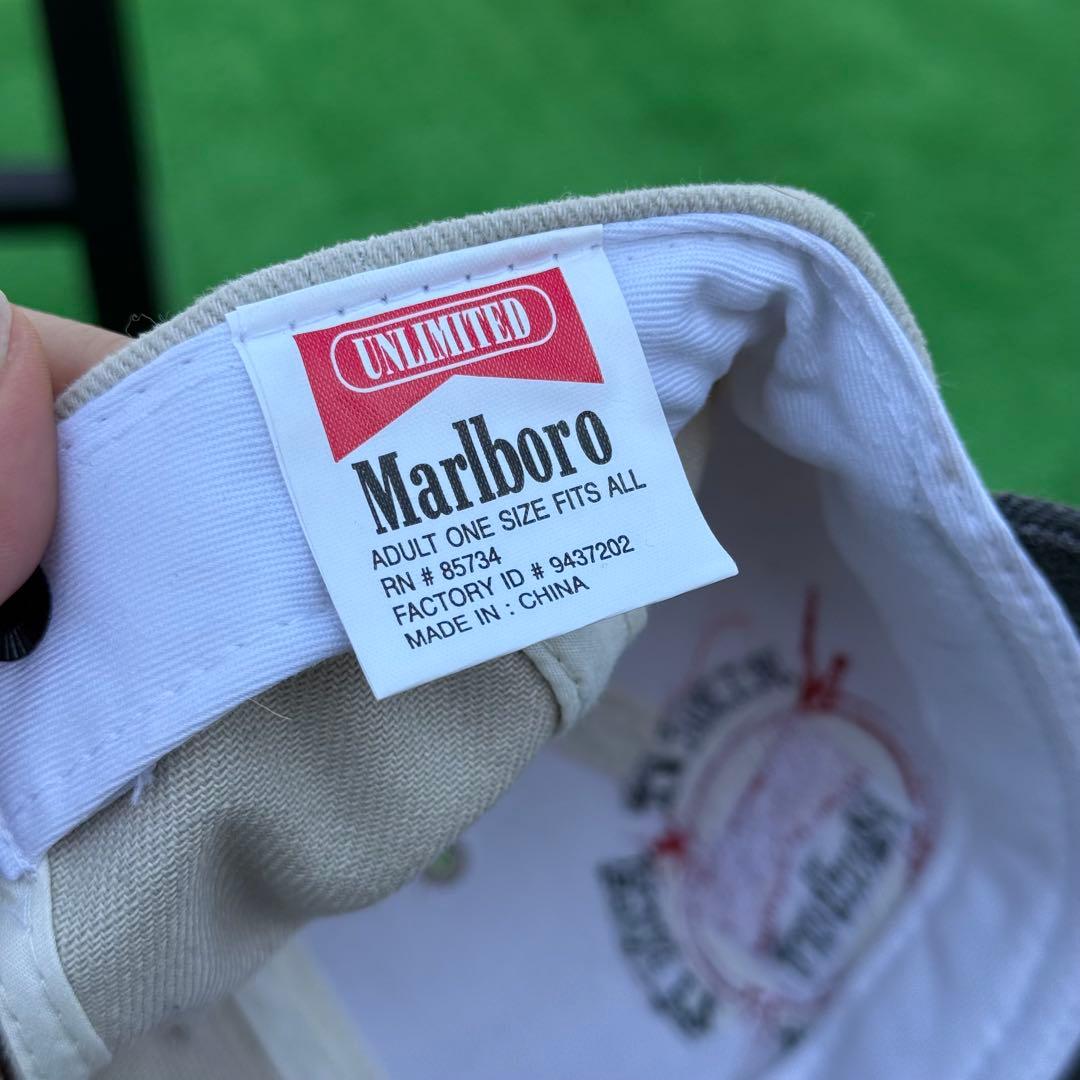 UNLIMITED
Marlboro
ADULT ONE SIZE FITS ALL
RN # 85734
FACTORY ID # 9437202
MADE IN : CHINA